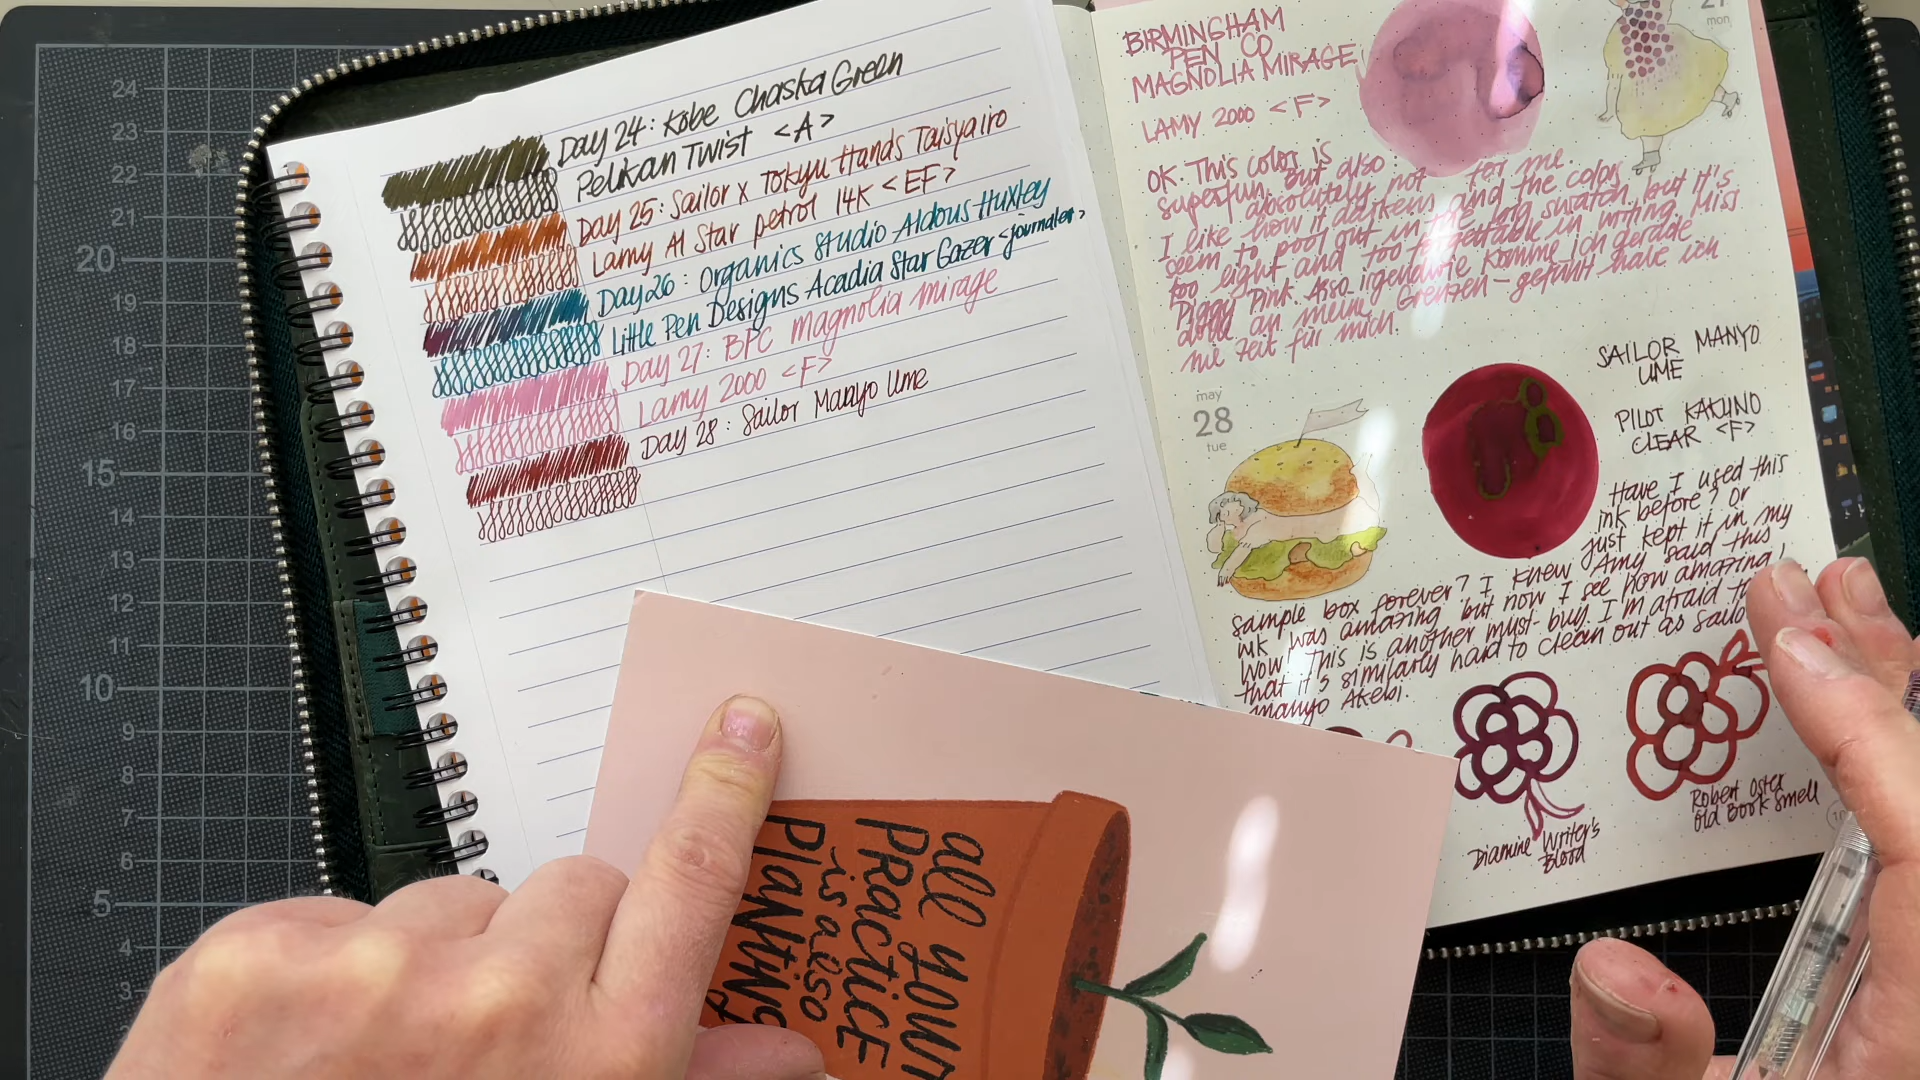 24
23
22
21
20
19
18
17
16
15
14
13
12
11
10
9
8
7
6
5
4
3
Day 24: Kobe Chaska Green
Pelikan Twist <A>
Day 25: Sailor x Tokyu Hands Taisyairo
Lamy Al Star petrol 14K <EF>
Day 26: Organics Studio Aldous Huxley
Little Pen Designs Acadia Star Gazer <journaler>
Day 27: BPC Magnolia mirage
Lamy 2000 <F>
Day 28: Sailor Manyo Ume
BIRMINGHAM
PEN CO
MAGNOLIA MIRAGE
LAMY 2000 <F>
27
mon
OK. This color is
superfun. But also
absolutely not for me.
I like how it darkens and the colors
seem to pool out in the big swatch, but it's
too light and too forgettable in writing. Mist
Piggy Pink. Also irgendwie komme ich gerade
doll an meine Grenzen - gefühlt habe ich
nie Zeit für mich.
may
28
tue
SAILOR MANYO
UME
PILOT KAKUNO
CLEAR <F>
Have I used this
ink before? Or
just kept it in my
sample box forever? I knew Amy said this
ink was amazing but now I see how amazing!
Wow! This is another must-buy. I'm afraid
that it's similarly hard to clean out as
manyo Akebi.
Diamine Writer's
Blood
Robert Oster
old Book Smell
all your
PRactice
is also
PlaNtiNg